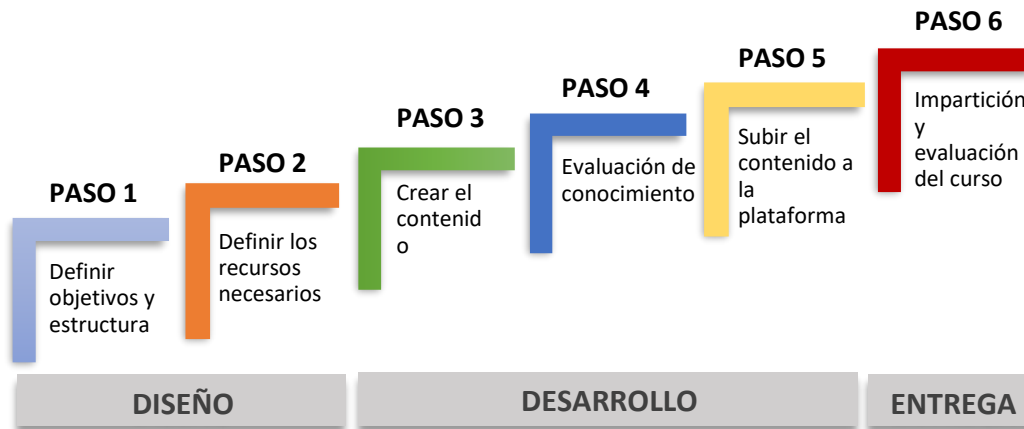 PASO 1
Definir
objetivos y
estructura
PASO 2
Definir los
recursos
necesarios
PASO 3
Crear el
contenid
o
PASO 4
Evaluación de
conocimiento
PASO 5
Subir el
contenido a
la
plataforma
PASO 6
Impartición
y
evaluación
del curso
DISEÑO
DESARROLLO
ENTREGA